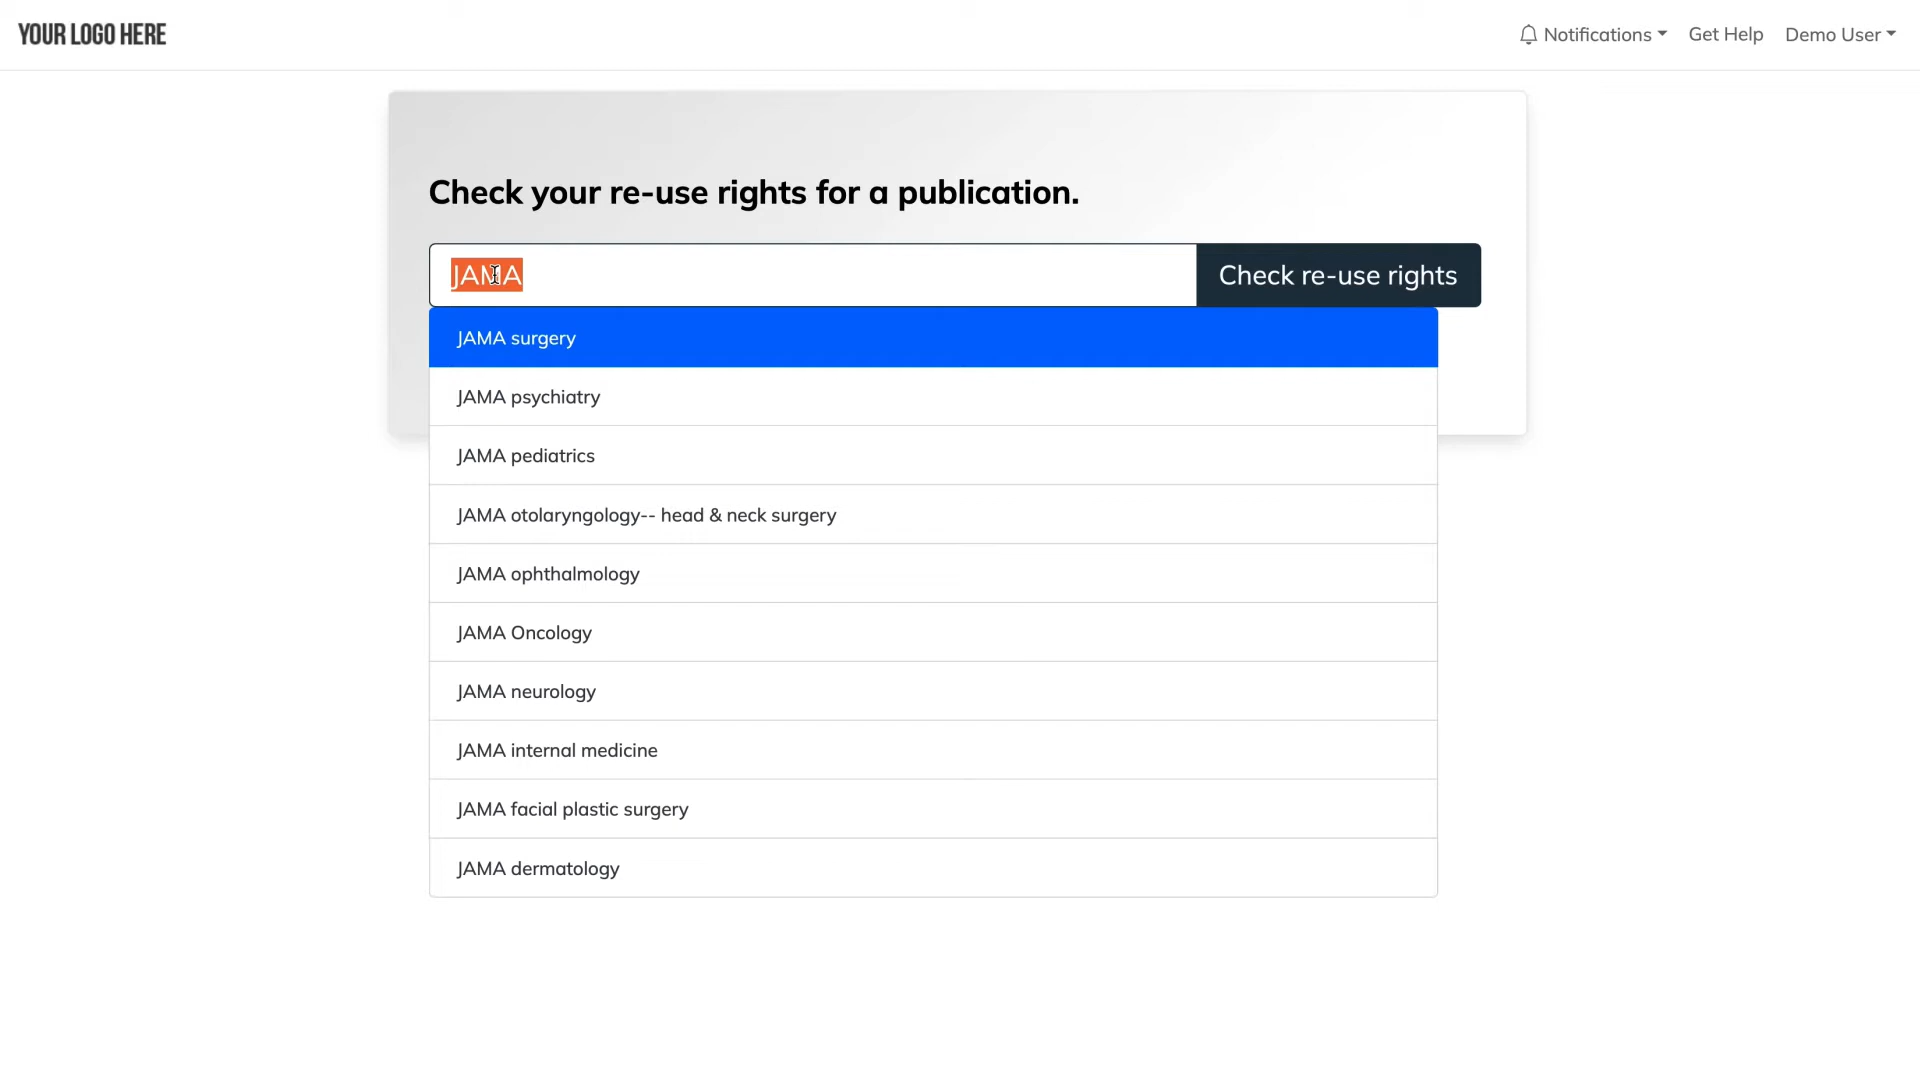 YOUR LOGO HERE
Notifications
Get Help
Demo User
Check your re-use rights for a publication.
JAMA
Check re-use rights
JAMA surgery
JAMA psychiatry
JAMA pediatrics
JAMA otolaryngology-- head & neck surgery
JAMA ophthalmology
JAMA Oncology
JAMA neurology
JAMA internal medicine
JAMA facial plastic surgery
JAMA dermatology